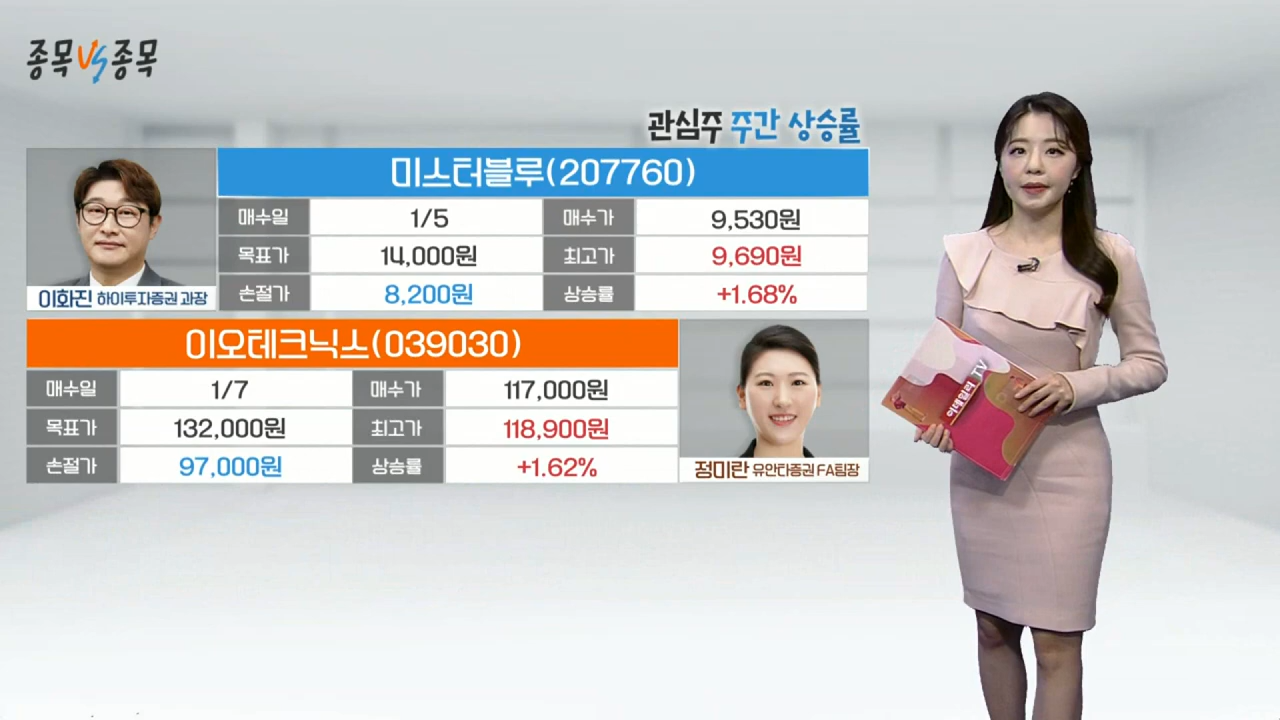 종목 VS 종목
관심주 주간 상승률
미스터블루(207760)
매수일 1/5 매수가 9,530원
목표가 14,000원 최고가 9,690원
손절가 8,200원 상승률 +1.68%
이화진 하이투자증권 과장
이오테크닉스(039030)
매수일 1/7 매수가 117,000원
목표가 132,000원 최고가 118,900원
손절가 97,000원 상승률 +1.62%
정미란 유안타증권 FA팀장
이데일리 TV